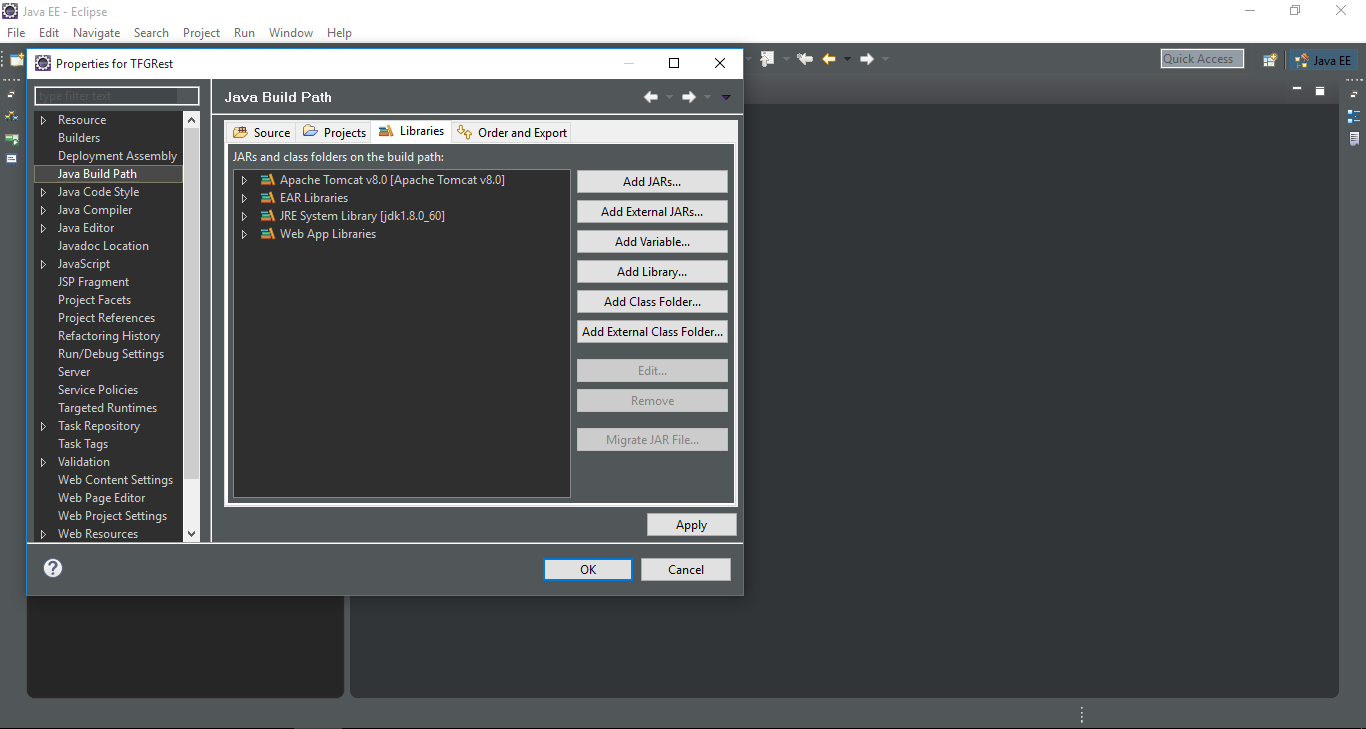 Java EE - Eclipse
File Edit Navigate Search Project Run Window Help
Quick Access
Java EE
Properties for TFGRest
type filter text
Resource
Builders
Deployment Assembly
Java Build Path
Java Code Style
Java Compiler
Java Editor
Javadoc Location
JavaScript
JSP Fragment
Project Facets
Project References
Refactoring History
Run/Debug Settings
Server
Service Policies
Targeted Runtimes
Task Repository
Task Tags
Validation
Web Content Settings
Web Page Editor
Web Project Settings
Web Resources
Java Build Path
Source Projects Libraries Order and Export
JARs and class folders on the build path:
Apache Tomcat v8.0 [Apache Tomcat v8.0]
EAR Libraries
JRE System Library [jdk1.8.0_60]
Web App Libraries
Add JARs...
Add External JARs...
Add Variable...
Add Library...
Add Class Folder...
Add External Class Folder...
Edit...
Remove
Migrate JAR File...
Apply
?
OK Cancel